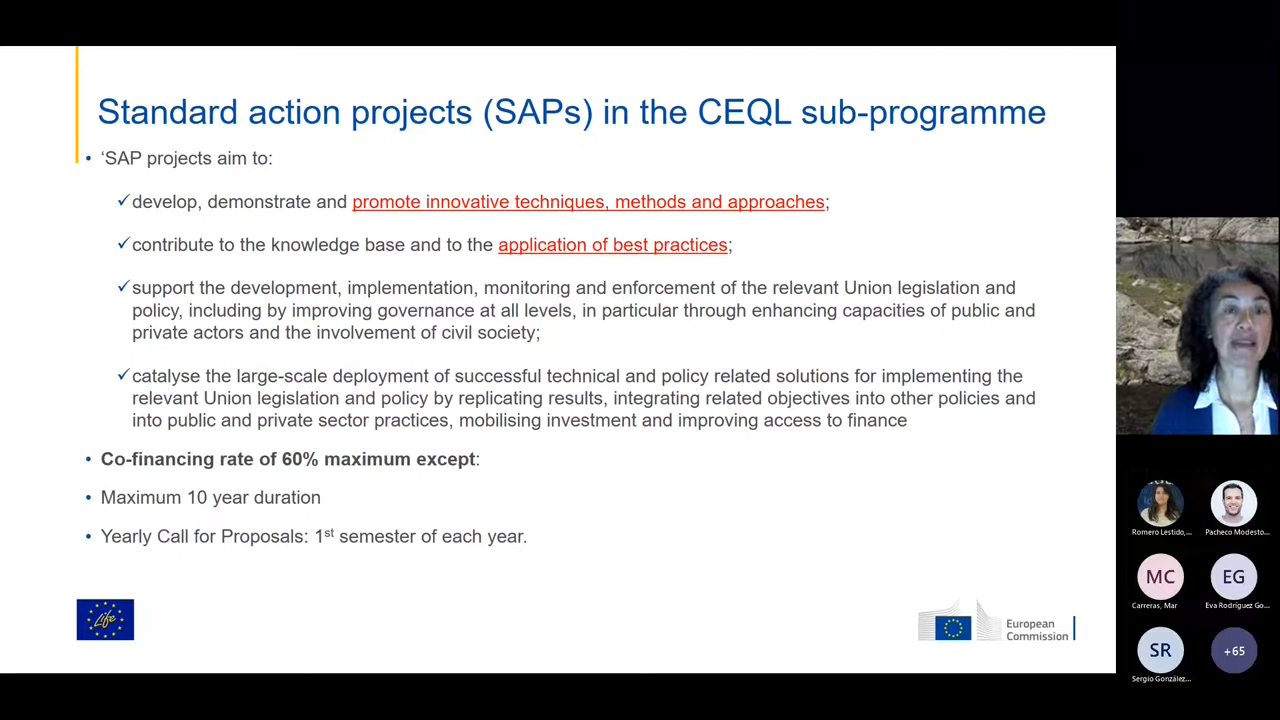 Standard action projects (SAPs) in the CEQL sub-programme
• ‘SAP projects aim to:
✓develop, demonstrate and promote innovative techniques, methods and approaches;
✓contribute to the knowledge base and to the application of best practices;
✓support the development, implementation, monitoring and enforcement of the relevant Union legislation and
policy, including by improving governance at all levels, in particular through enhancing capacities of public and
private actors and the involvement of civil society;
✓catalyse the large-scale deployment of successful technical and policy related solutions for implementing the
relevant Union legislation and policy by replicating results, integrating related objectives into other policies and
into public and private sector practices, mobilising investment and improving access to finance
• Co-financing rate of 60% maximum except:
• Maximum 10 year duration
• Yearly Call for Proposals: 1st semester of each year.
Life
European
Commission
Romero Lestido,...
Pacheco Modesto...
MC
EG
Carreras, Mar
Eva Rodríguez Go...
SR
+65
Sergio González...